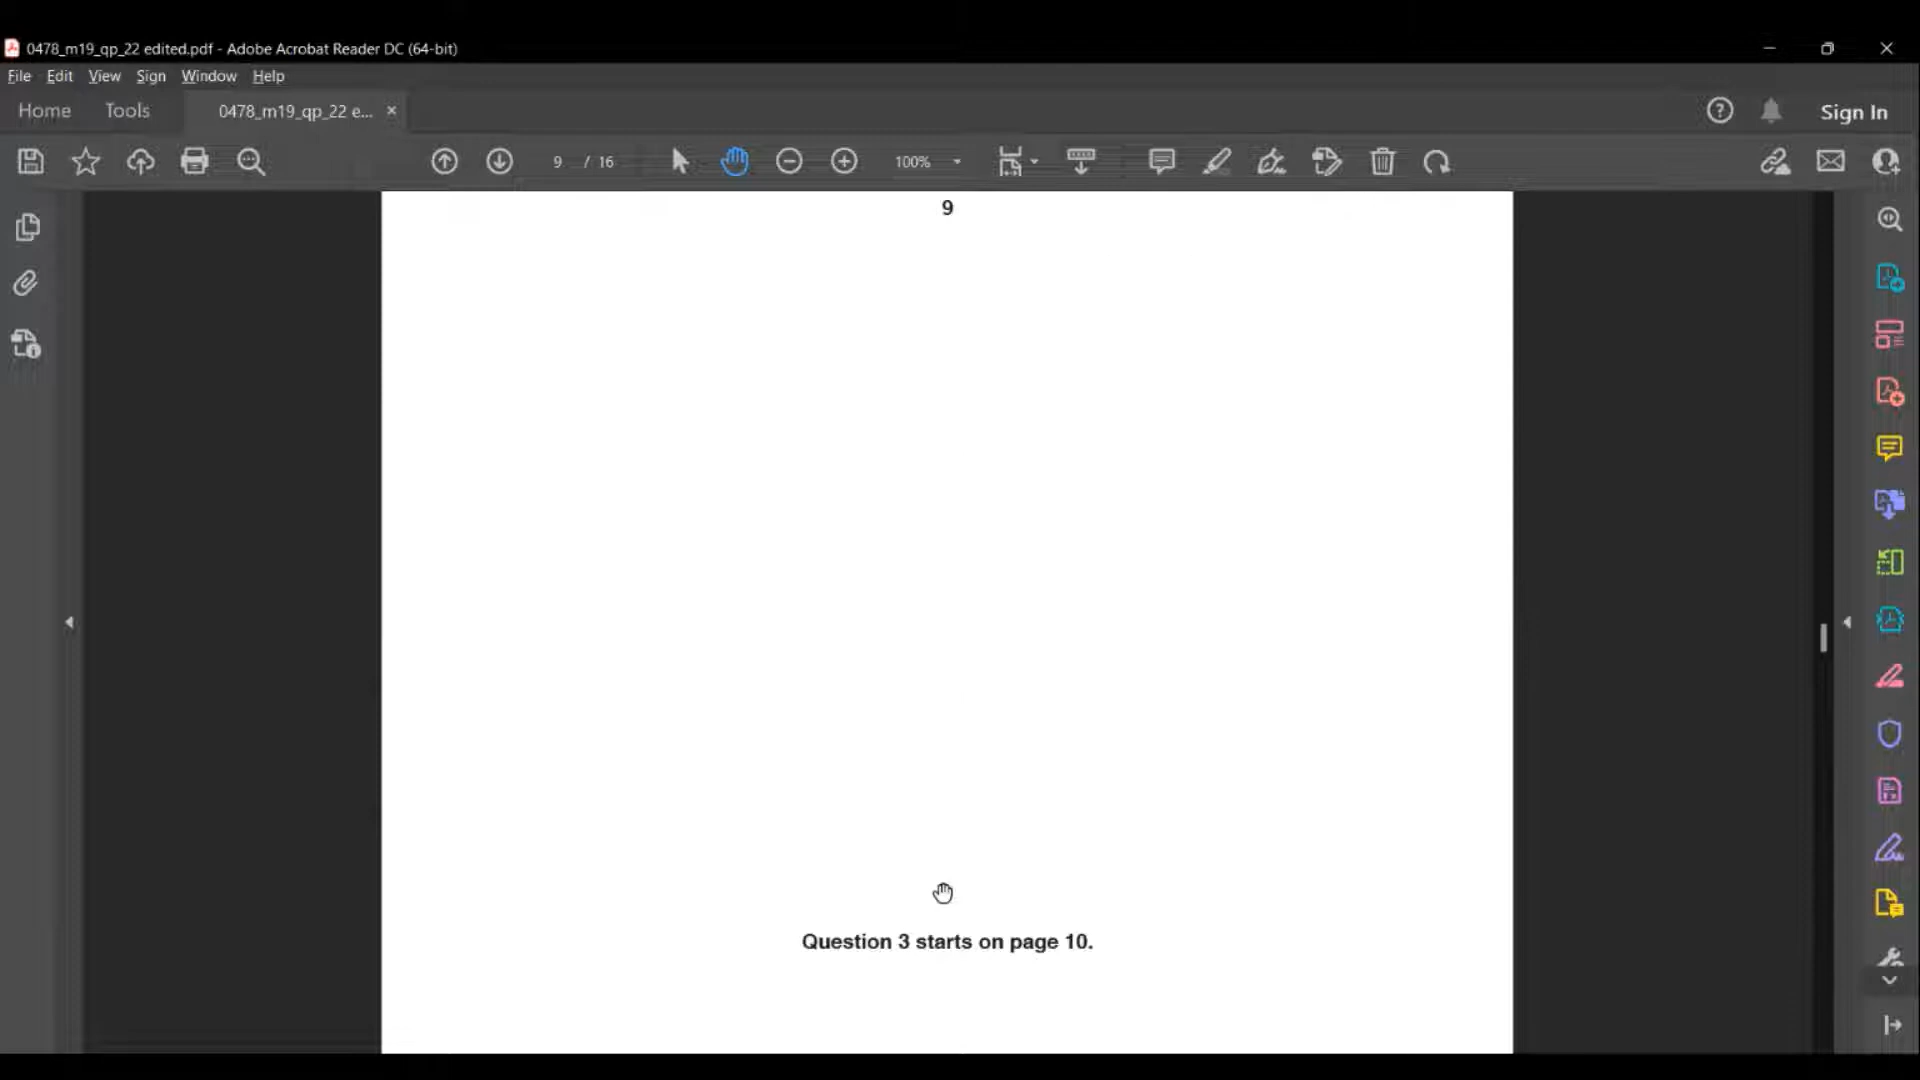 0478_m19_qp_22 edited.pdf - Adobe Acrobat Reader DC (64-bit)
File Edit View Sign Window Help
Home Tools 0478_m19_qp_22 e... × Sign In
9 / 16 100%
9
Question 3 starts on page 10.